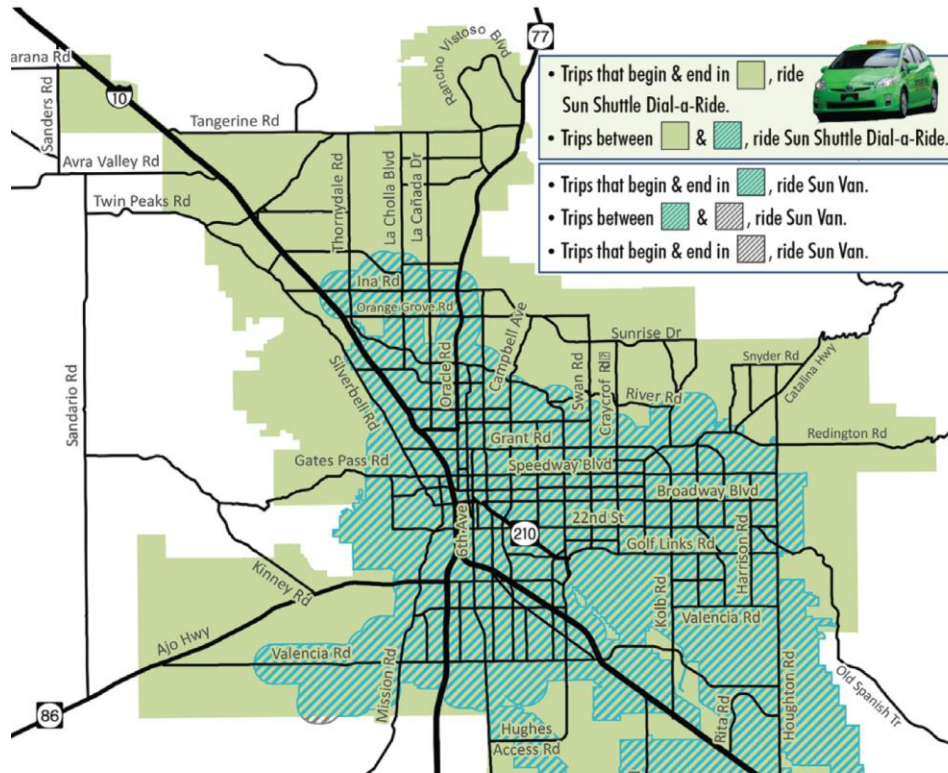 77
Rancho Vistoso Blvd
arana Rd
10
Sanders Rd
Tangerine Rd
Avra Valley Rd
Twin Peaks Rd
Thornydale Rd
La Cholla Blvd
La Cañada Dr
• Trips that begin & end in , ride
Sun Shuttle Dial-a-Ride.
• Trips between & , ride Sun Shuttle Dial-a-Ride.
• Trips that begin & end in , ride Sun Van.
• Trips between & , ride Sun Van.
• Trips that begin & end in , ride Sun Van.
Ina Rd
Orange Grove Rd
Campbell Ave
Sunrise Dr
Silverbell Rd
Oracle Rd
Swan Rd
Craycrof Rd
Snyder Rd
Catalina Hwy
River Rd
Sandario Rd
Grant Rd
Redington Rd
Gates Pass Rd
Speedway Blvd
Broadway Blvd
6th Ave
210
22nd St
Golf Links Rd
Harrison Rd
Kinney Rd
Kolb Rd
Valencia Rd
Ajo Hwy
Valencia Rd
Mission Rd
Houghton Rd
Old Spanish Tr
86
Rita Rd
Hughes
Access Rd